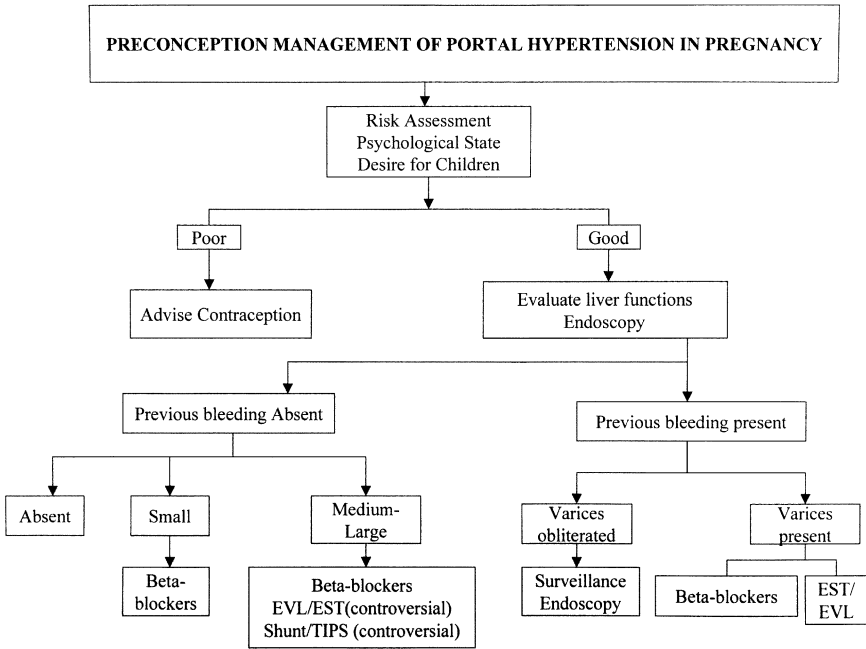 PRECONCEPTION MANAGEMENT OF PORTAL HYPERTENSION IN PREGNANCY
Risk Assessment
Psychological State
Desire for Children
Poor
Good
Advise Contraception
Evaluate liver functions
Endoscopy
Previous bleeding Absent
Previous bleeding present
Absent
Small
Medium-
Large
Varices
obliterated
Varices
present
Beta-
blockers
Beta-blockers
EVL/EST(controversial)
Shunt/TIPS (controversial)
Surveillance
Endoscopy
Beta-blockers
EST/
EVL